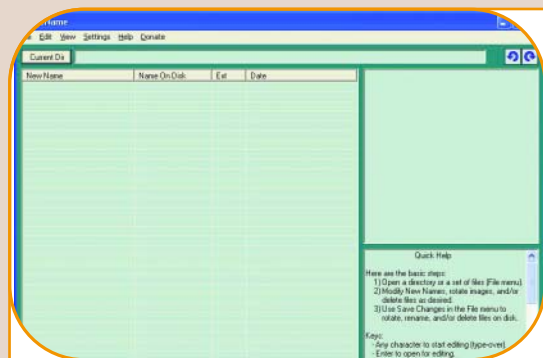 Name
Edit View Settings Help Donate
Current Dir
New Name Name On Disk Ext Date
Quick Help
Here are the basic steps:
1) Open a directory or a set of files (File menu).
2) Modify New Names, rotate images, and/or
delete files as desired.
3) Use Save Changes in the File menu to
rotate, rename, and/or delete files on disk.
Keys:
- Any character to start editing (type-over).
- Enter to open for editing.